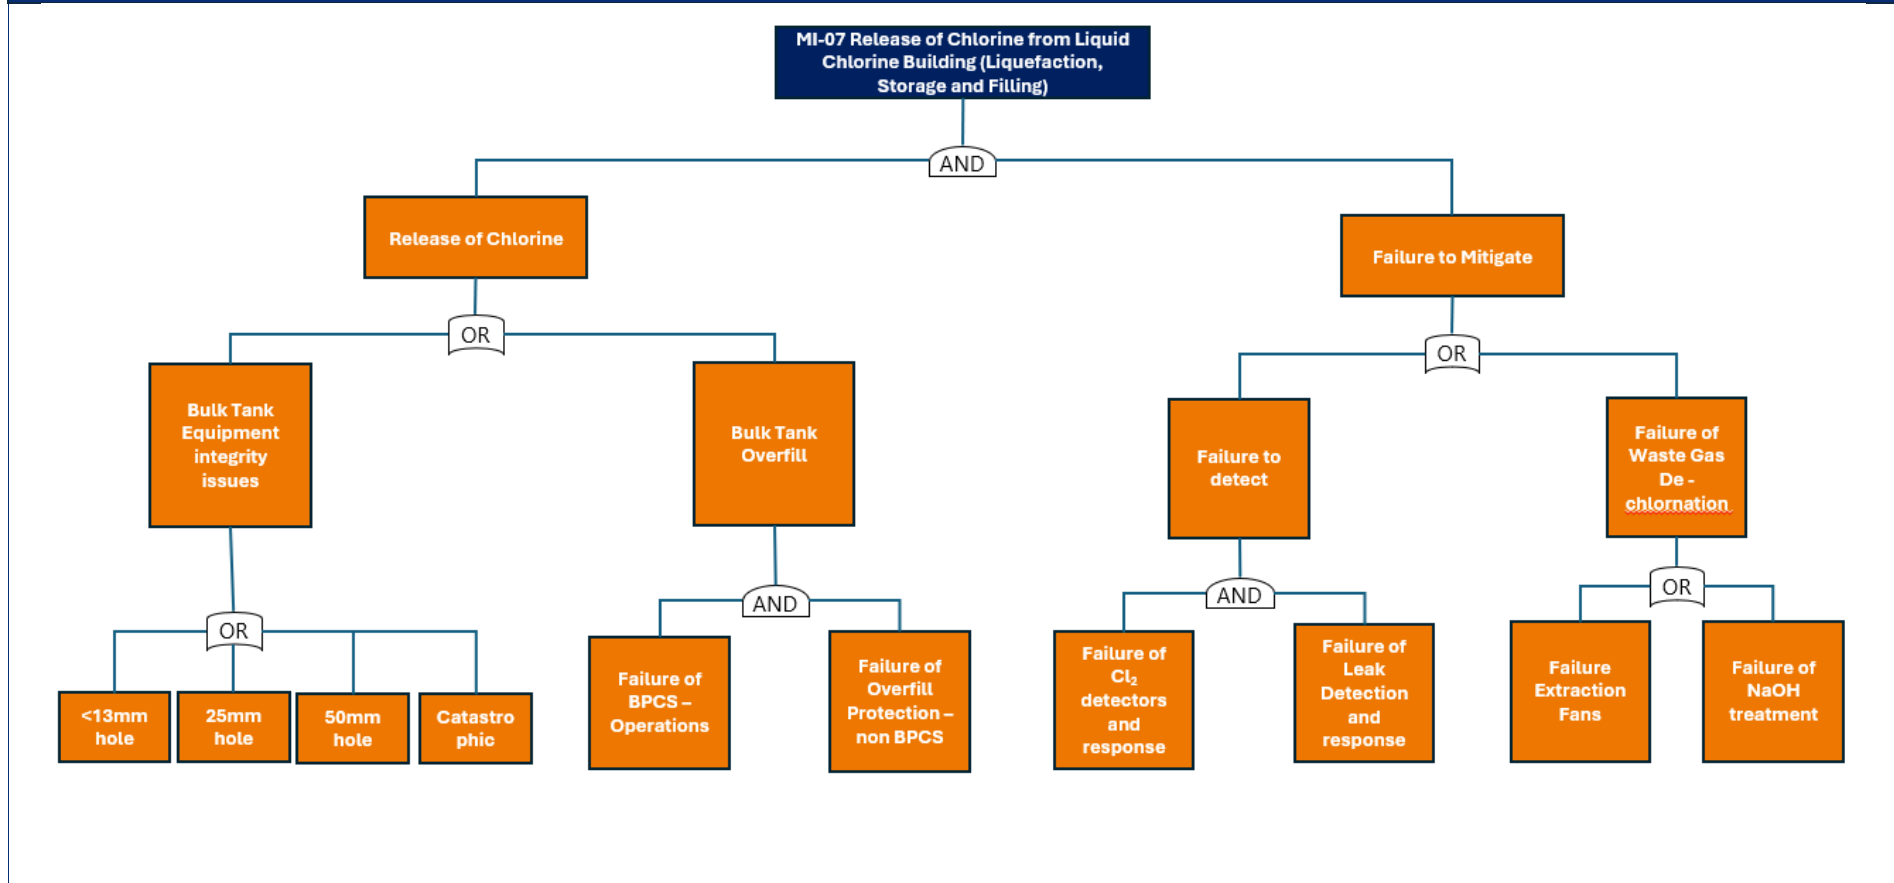 MI-07 Release of Chlorine from Liquid
Chlorine Building (Liquefaction,
Storage and Filling)
AND
Release of Chlorine
Failure to Mitigate
OR
OR
Bulk Tank
Equipment
integrity
issues
Bulk Tank
Overfill
Failure to
detect
Failure of
Waste Gas
De -
chlornation
OR
AND
AND
OR
<13mm
hole
25mm
hole
50mm
hole
Catastro
phic
Failure of
BPCS –
Operations
Failure of
Overfill
Protection –
non BPCS
Failure of
Cl₂
detectors
and
response
Failure of
Leak
Detection
and
response
Failure
Extraction
Fans
Failure of
NaOH
treatment